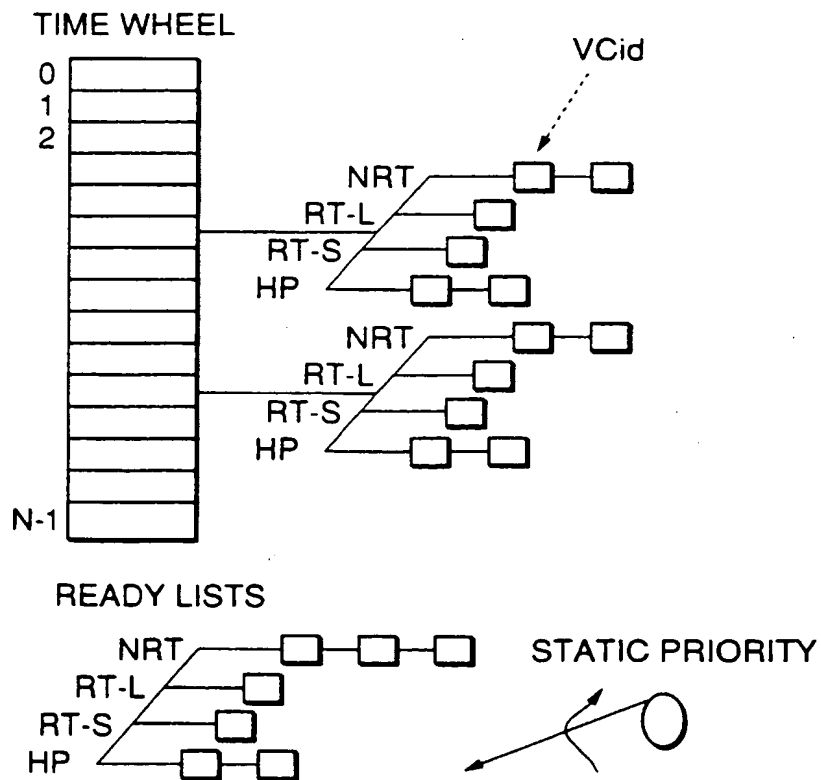 TIME WHEEL
VCid
0
1
2
NRT
RT-L
RT-S
HP
NRT
RT-L
RT-S
HP
N-1
READY LISTS
NRT
RT-L
RT-S
HP
STATIC PRIORITY